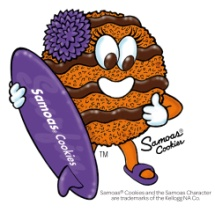 Samoas® Cookies
Samoas®
Cookies
TM
Samoas® Cookies and the Samoas Character
are trademarks of the Kellogg NA Co.